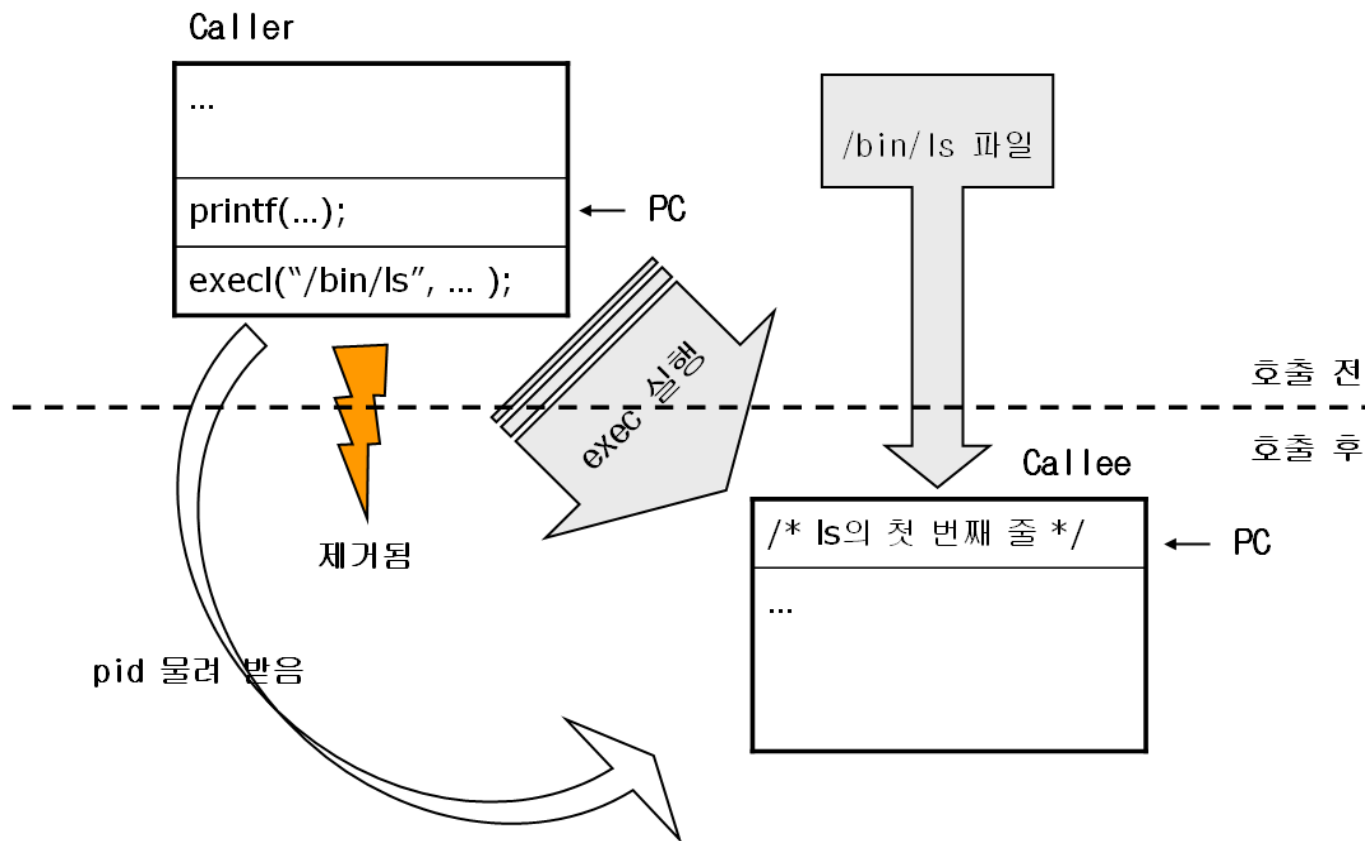 Caller
...
printf(...);
← PC
execl(“/bin/ls”, ... );
/bin/ls 파일
exec 실행
호출 전
호출 후
제거됨
pid 물려 받음
Callee
/* ls의 첫 번째 줄 */
← PC
...